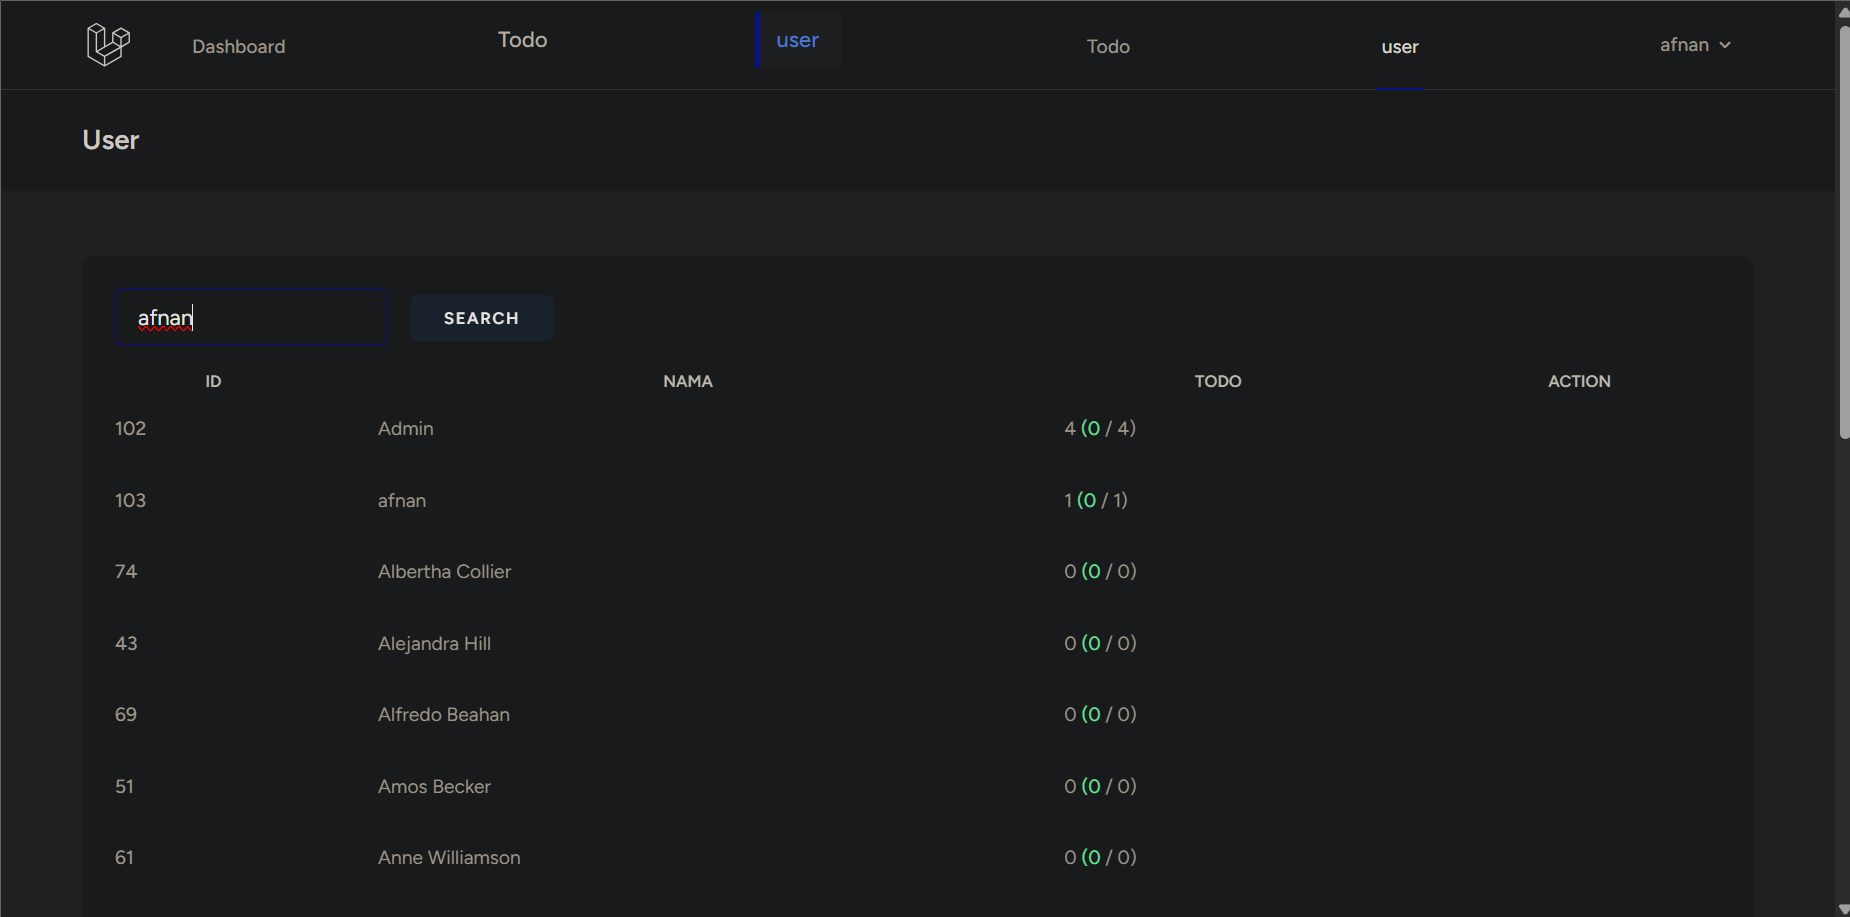 Dashboard Todo user Todo user afnan
User
afnan SEARCH
ID NAMA TODO ACTION
102 Admin 4 (0 / 4)
103 afnan 1 (0 / 1)
74 Albertha Collier 0 (0 / 0)
43 Alejandra Hill 0 (0 / 0)
69 Alfredo Beahan 0 (0 / 0)
51 Amos Becker 0 (0 / 0)
61 Anne Williamson 0 (0 / 0)